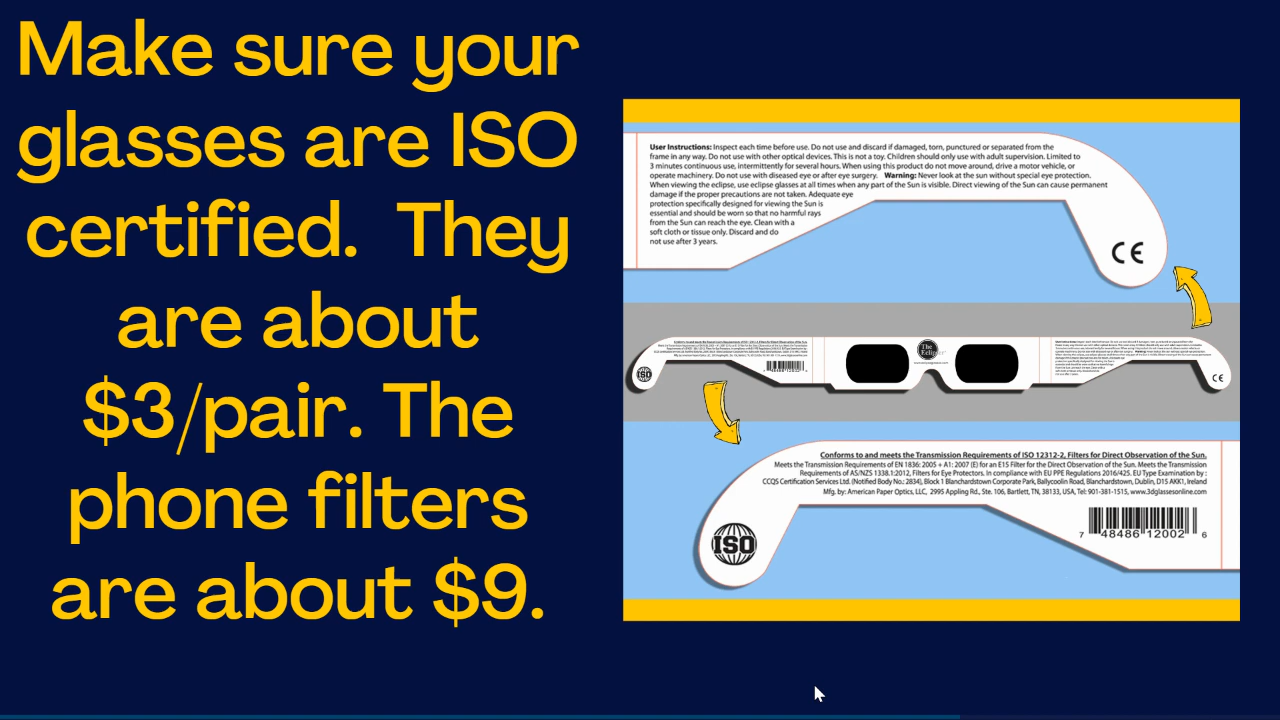 Make sure your
glasses are ISO
certified.  They
are about
$3/pair. The
phone filters
are about $9.
User Instructions: Inspect each time before use. Do not use and discard if damaged, torn, punctured or separated from the
frame in any way. Do not use with other optical devices. This is not a toy. Children should only use with adult supervision. Limited to
3 minutes continuous use, intermittently for several hours. When using this product do not move around, drive a motor vehicle, or
operate machinery. Do not use with diseased eye or after eye surgery. Warning: Never look at the sun without special eye protection.
When viewing the eclipse, use eclipse glasses at all times when any part of the Sun is visible. Direct viewing of the Sun can cause permanent
damage if the proper precautions are not taken. Adequate eye
protection specifically designed for viewing the Sun is
essential and should be worn so that no harmful rays
from the Sun can reach the eye. Clean with a
soft cloth or tissue only. Discard and do
not use after 3 years.
CE
The
Eclipse
ISO
CE
Conforms to and meets the Transmission Requirements of ISO 12312-2, Filters for Direct Observation of the Sun.
Meets the Transmission Requirements of EN 1836: 2005 + A1: 2007 (E) for an E15 Filter for the Direct Observation of the Sun. Meets the Transmission
Requirements of AS/NZS 1338.1:2012, Filters for Eye Protectors. In compliance with EU PPE Regulations 2016/425. EU Type Examination by :
CCQS Certification Services Ltd. (Notified Body No.: 2834), Block 1 Blanchardstown Corporate Park, Ballycoolin Road, Blanchardstown, Dublin, D15 AKK1, Ireland
Mfg. by: American Paper Optics, LLC, 2995 Appling Rd., Ste. 106, Bartlett, TN, 38133, USA, Tel: 901-381-1515, www.3dglassesonline.com
7 48486 12002 6
ISO